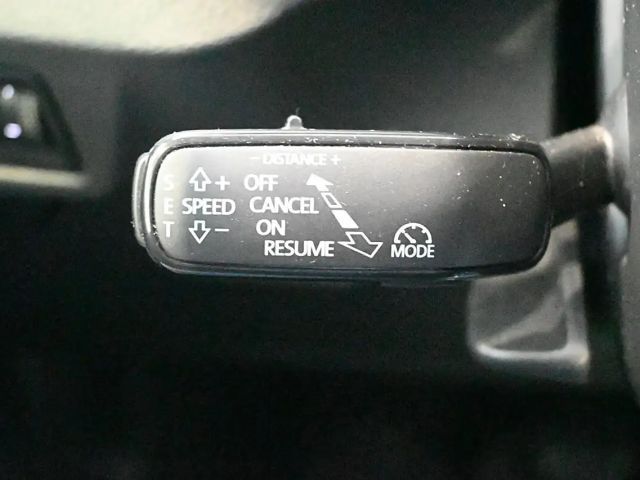 - DISTANCE +
S + OFF
E SPEED CANCEL
T - ON
RESUME MODE